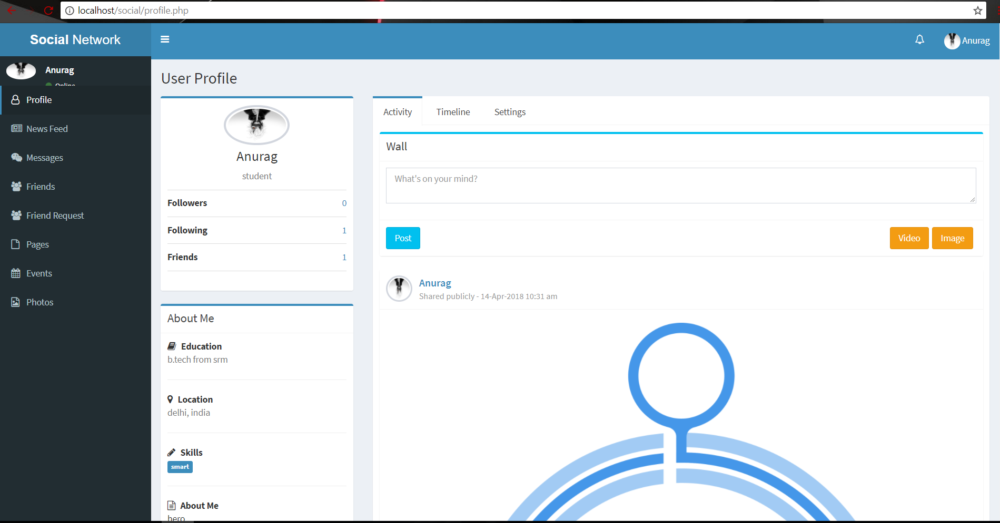 localhost/social/profile.php
Social Network
Anurag
Anurag
Online
Profile
News Feed
Messages
Friends
Friend Request
Pages
Events
Photos
User Profile
Anurag
student
Followers 0
Following 1
Friends 1
About Me
Education
b.tech from srm
Location
delhi, india
Skills
smart
About Me
hero
Activity Timeline Settings
Wall
What's on your mind?
Post Video Image
Anurag
Shared publicly - 14-Apr-2018 10:31 am